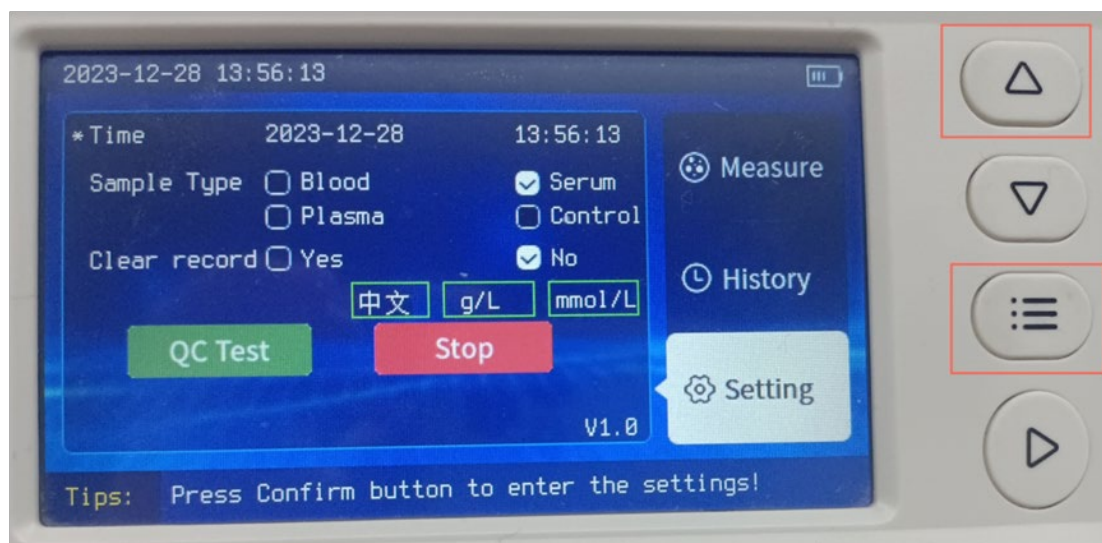 2023-12-28 13:56:13
*Time 2023-12-28 13:56:13
Sample Type Blood Serum
Plasma Control
Clear record Yes No
中文 g/L mmol/L
QC Test Stop
V1.0
Measure
History
Setting
Tips: Press Confirm button to enter the settings!